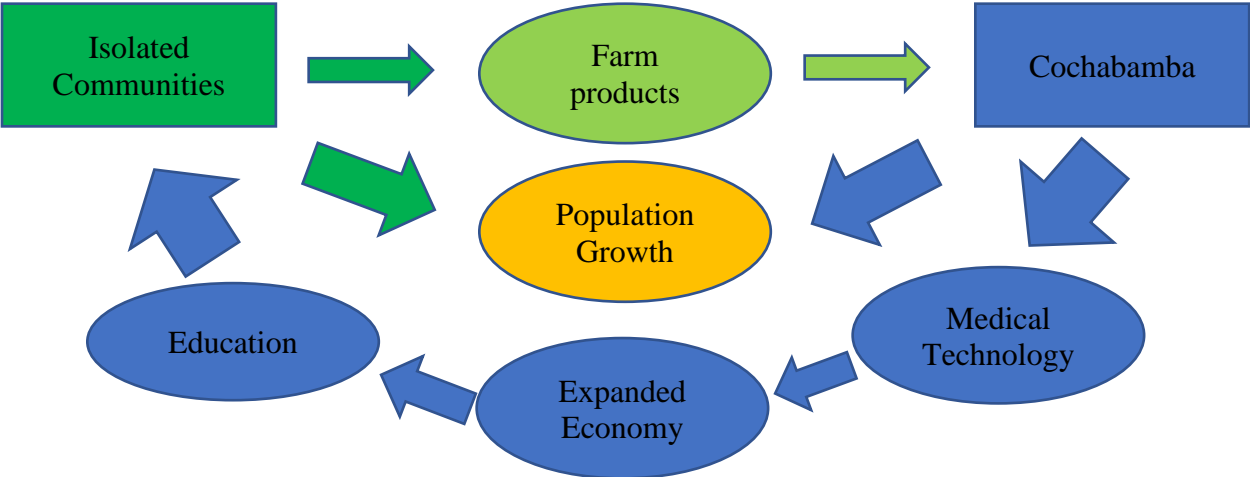 Isolated
Communities
Farm
products
Cochabamba
Population
Growth
Education
Medical
Technology
Expanded
Economy